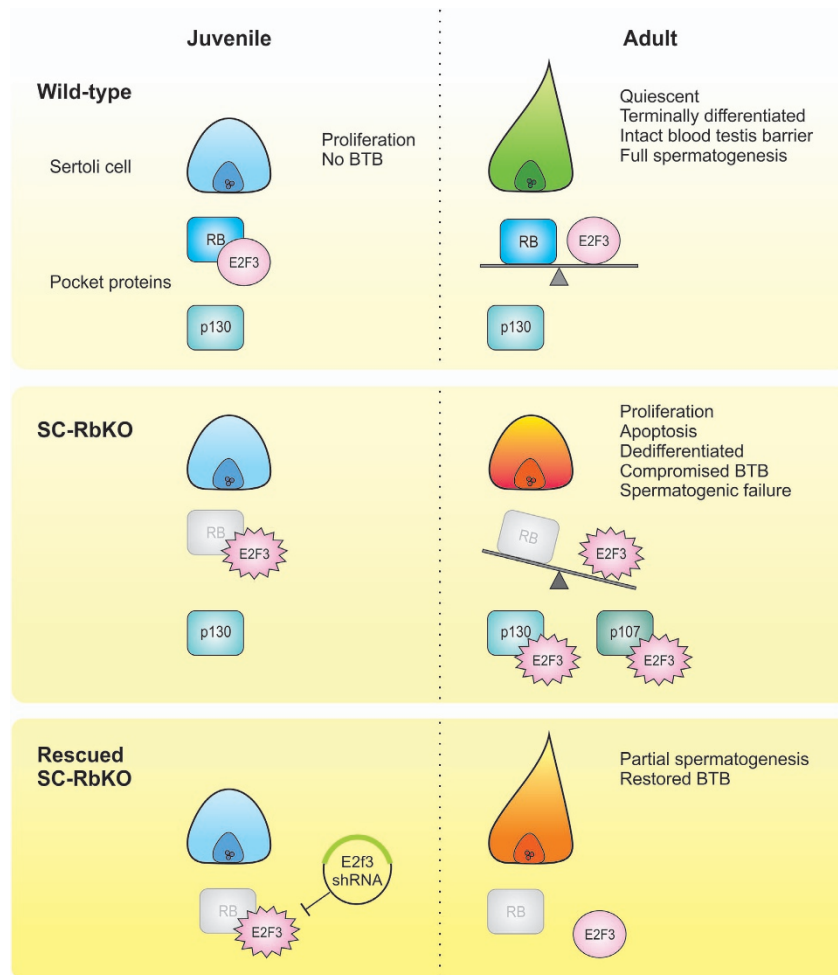 Juvenile
Adult
Wild-type
Sertoli cell
Proliferation
No BTB
Quiescent
Terminally differentiated
Intact blood testis barrier
Full spermatogenesis
Pocket proteins
RB
E2F3
p130
RB
E2F3
p130
SC-RbKO
Proliferation
Apoptosis
Dedifferentiated
Compromised BTB
Spermatogenic failure
RB
E2F3
p130
RB
E2F3
p130
E2F3
p107
E2F3
Rescued
SC-RbKO
Partial spermatogenesis
Restored BTB
E2f3
shRNA
RB
E2F3
RB
E2F3